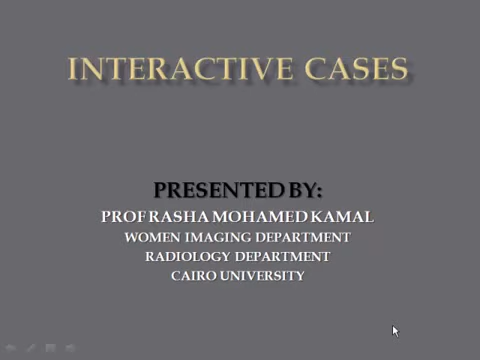 INTERACTIVE CASES
PRESENTED BY:
PROF RASHA MOHAMED KAMAL
WOMEN IMAGING DEPARTMENT
RADIOLOGY DEPARTMENT
CAIRO UNIVERSITY